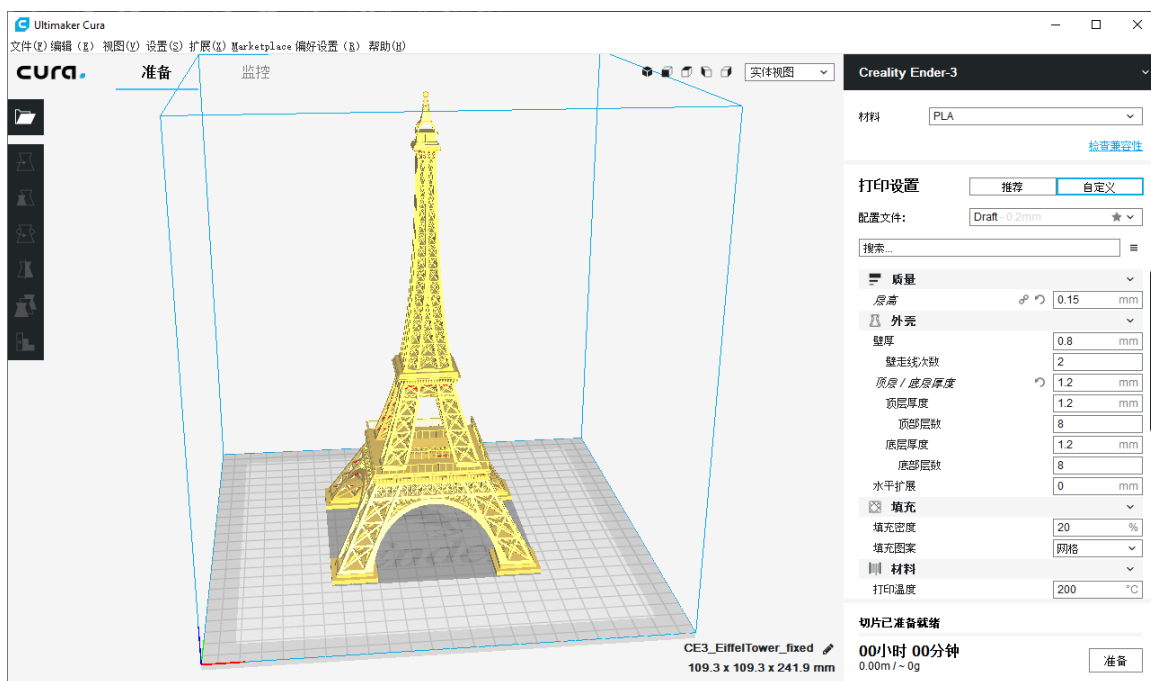 Ultimaker Cura
文件(F) 编辑 (E) 视图(V) 设置(S) 扩展(X) Marketplace 偏好设置 (R) 帮助(H)
cura. 准备 监控 实体视图 Creality Ender-3
材料 PLA
检查兼容性
打印设置 推荐 自定义
配置文件: Draft - 0.2mm
搜索...
质量
层高 0.15 mm
外壳
壁厚 0.8 mm
壁走线次数 2
顶层 / 底层厚度 1.2 mm
顶层厚度 1.2 mm
顶部层数 8
底层厚度 1.2 mm
底部层数 8
水平扩展 0 mm
填充
填充密度 20 %
填充图案 网格
材料
打印温度 200 °C
切片已准备就绪
CE3_EiffelTower_fixed
109.3 x 109.3 x 241.9 mm
00小时 00分钟
0.00m / ~ 0g
准备